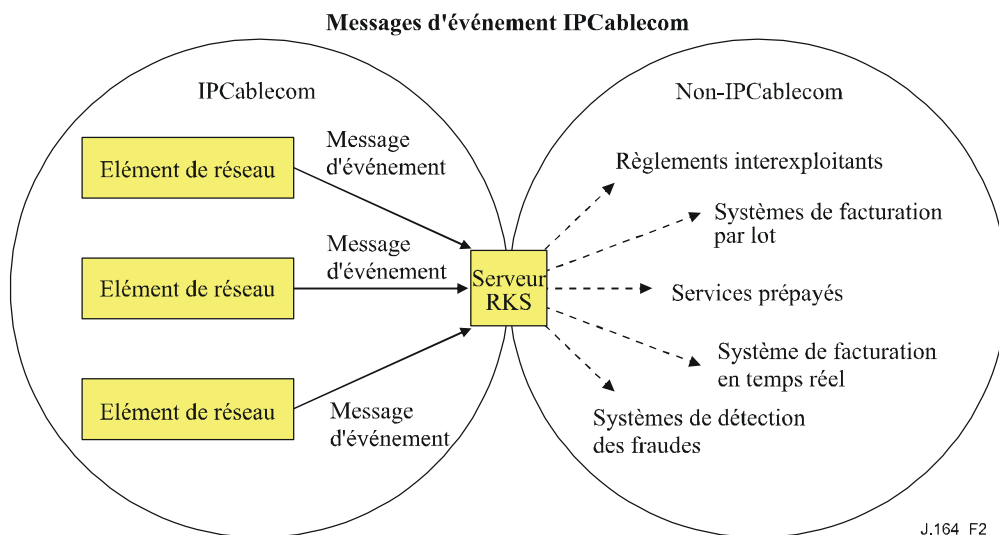 Messages d'événement IPCablecom
IPCablecom
Elément de réseau
Elément de réseau
Elément de réseau
Message
d'événement
Message
d'événement
Message
d'événement
Serveur
RKS
Non-IPCablecom
Règlements interexploitants
Systèmes de facturation
par lot
Services prépayés
Système de facturation
en temps réel
Systèmes de détection
des fraudes
J.164_F2